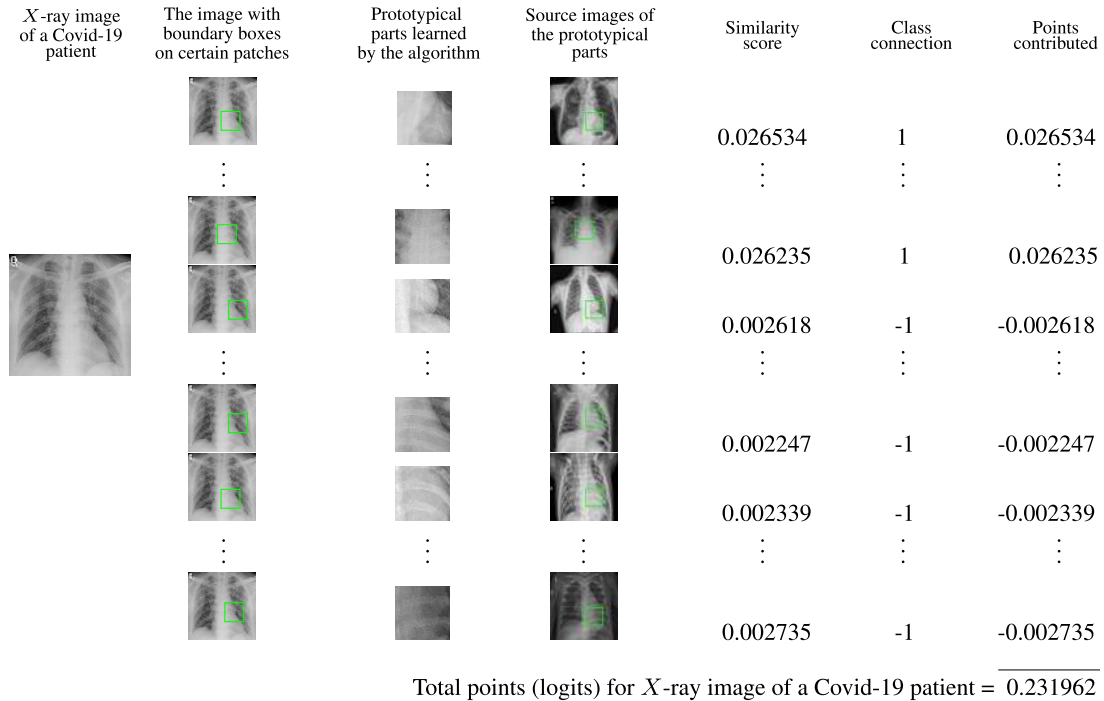 X-ray image
of a Covid-19
patient
The image with
boundary boxes
on certain patches
Prototypical
parts learned
by the algorithm
Source images of
the prototypical
parts
Similarity
score
Class
connection
Points
contributed
0.026534 1 0.026534
⋮ ⋮ ⋮ ⋮ ⋮ ⋮
0.026235 1 0.026235
0.002618 -1 -0.002618
⋮ ⋮ ⋮ ⋮ ⋮ ⋮
0.002247 -1 -0.002247
0.002339 -1 -0.002339
⋮ ⋮ ⋮ ⋮ ⋮ ⋮
0.002735 -1 -0.002735
Total points (logits) for X-ray image of a Covid-19 patient = 0.231962